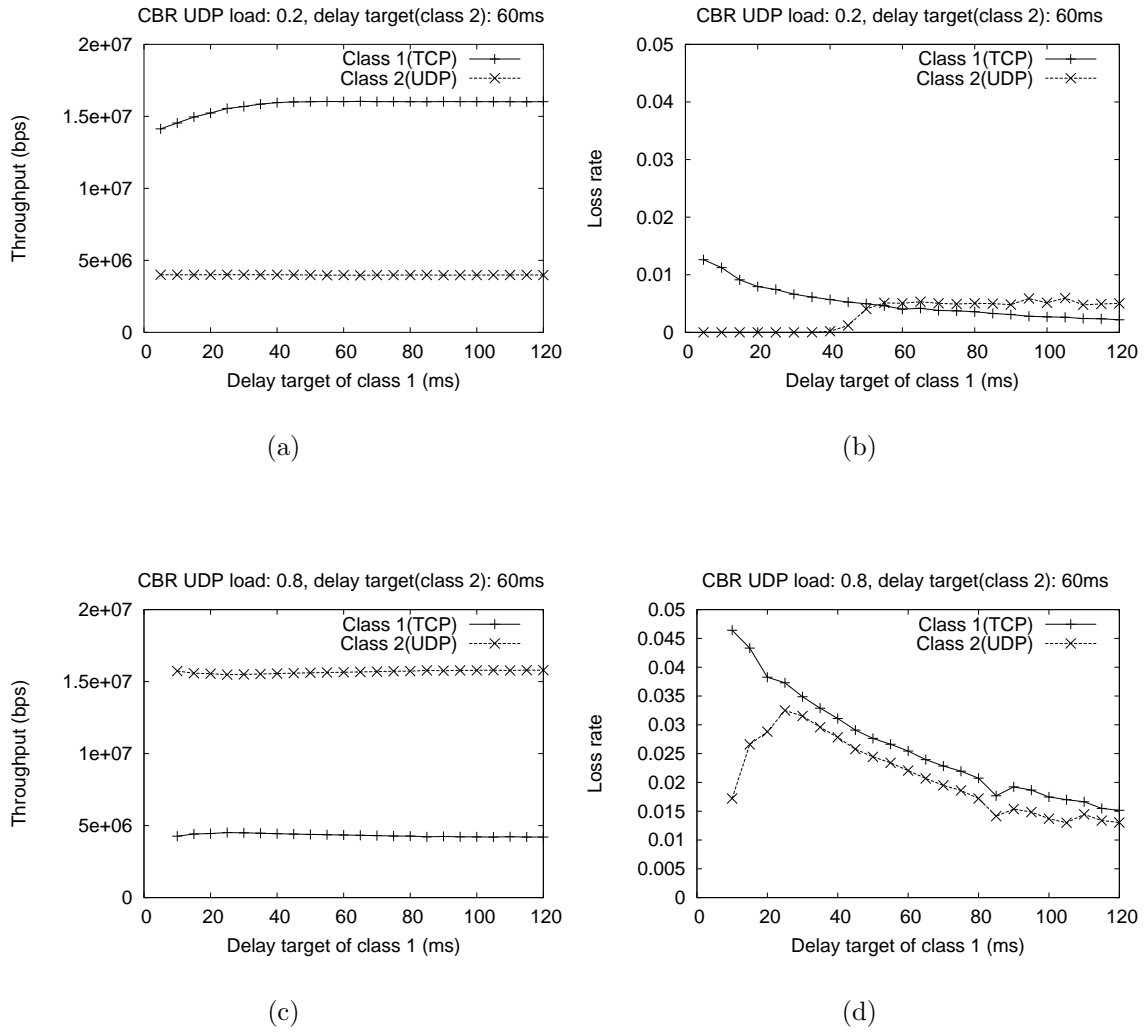 CBR UDP load: 0.2, delay target(class 2): 60ms
2e+07
1.5e+07
1e+07
5e+06
0
Throughput (bps)
Class 1(TCP)
Class 2(UDP)
0 20 40 60 80 100 120
Delay target of class 1 (ms)
(a)
CBR UDP load: 0.2, delay target(class 2): 60ms
0.05
0.04
0.03
0.02
0.01
0
Loss rate
Class 1(TCP)
Class 2(UDP)
0 20 40 60 80 100 120
Delay target of class 1 (ms)
(b)
CBR UDP load: 0.8, delay target(class 2): 60ms
2e+07
1.5e+07
1e+07
5e+06
0
Throughput (bps)
Class 1(TCP)
Class 2(UDP)
0 20 40 60 80 100 120
Delay target of class 1 (ms)
(c)
CBR UDP load: 0.8, delay target(class 2): 60ms
0.05
0.045
0.04
0.035
0.03
0.025
0.02
0.015
0.01
0.005
0
Loss rate
Class 1(TCP)
Class 2(UDP)
0 20 40 60 80 100 120
Delay target of class 1 (ms)
(d)